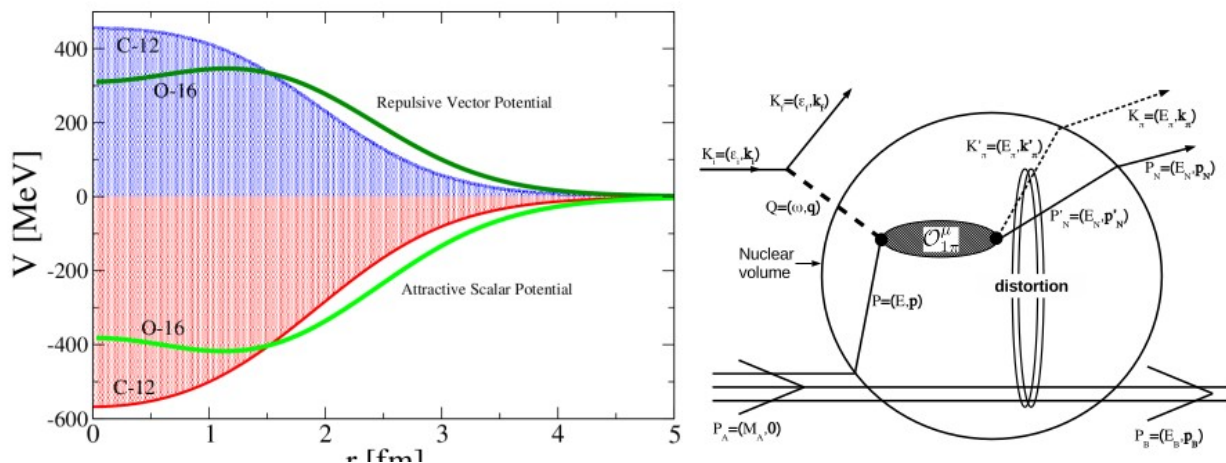 400
200
0
-200
-400
-600
V [MeV]
C-12
O-16
Repulsive Vector Potential
O-16
Attractive Scalar Potential
C-12
0 1 2 3 4 5
r [fm]
K_f=(ε_f,k_f)
K_i=(ε_i,k_i)
Q=(ω,q)
Nuclear
volume
P=(E,p)
O^μ_1π
K'_π=(E_π,k'_π)
K_π=(E_π,k_π)
P_N=(E_N,p_N)
P'_N=(E_N,p'_N)
distortion
P_A=(M_A,0)
P_B=(E_B,p_B)